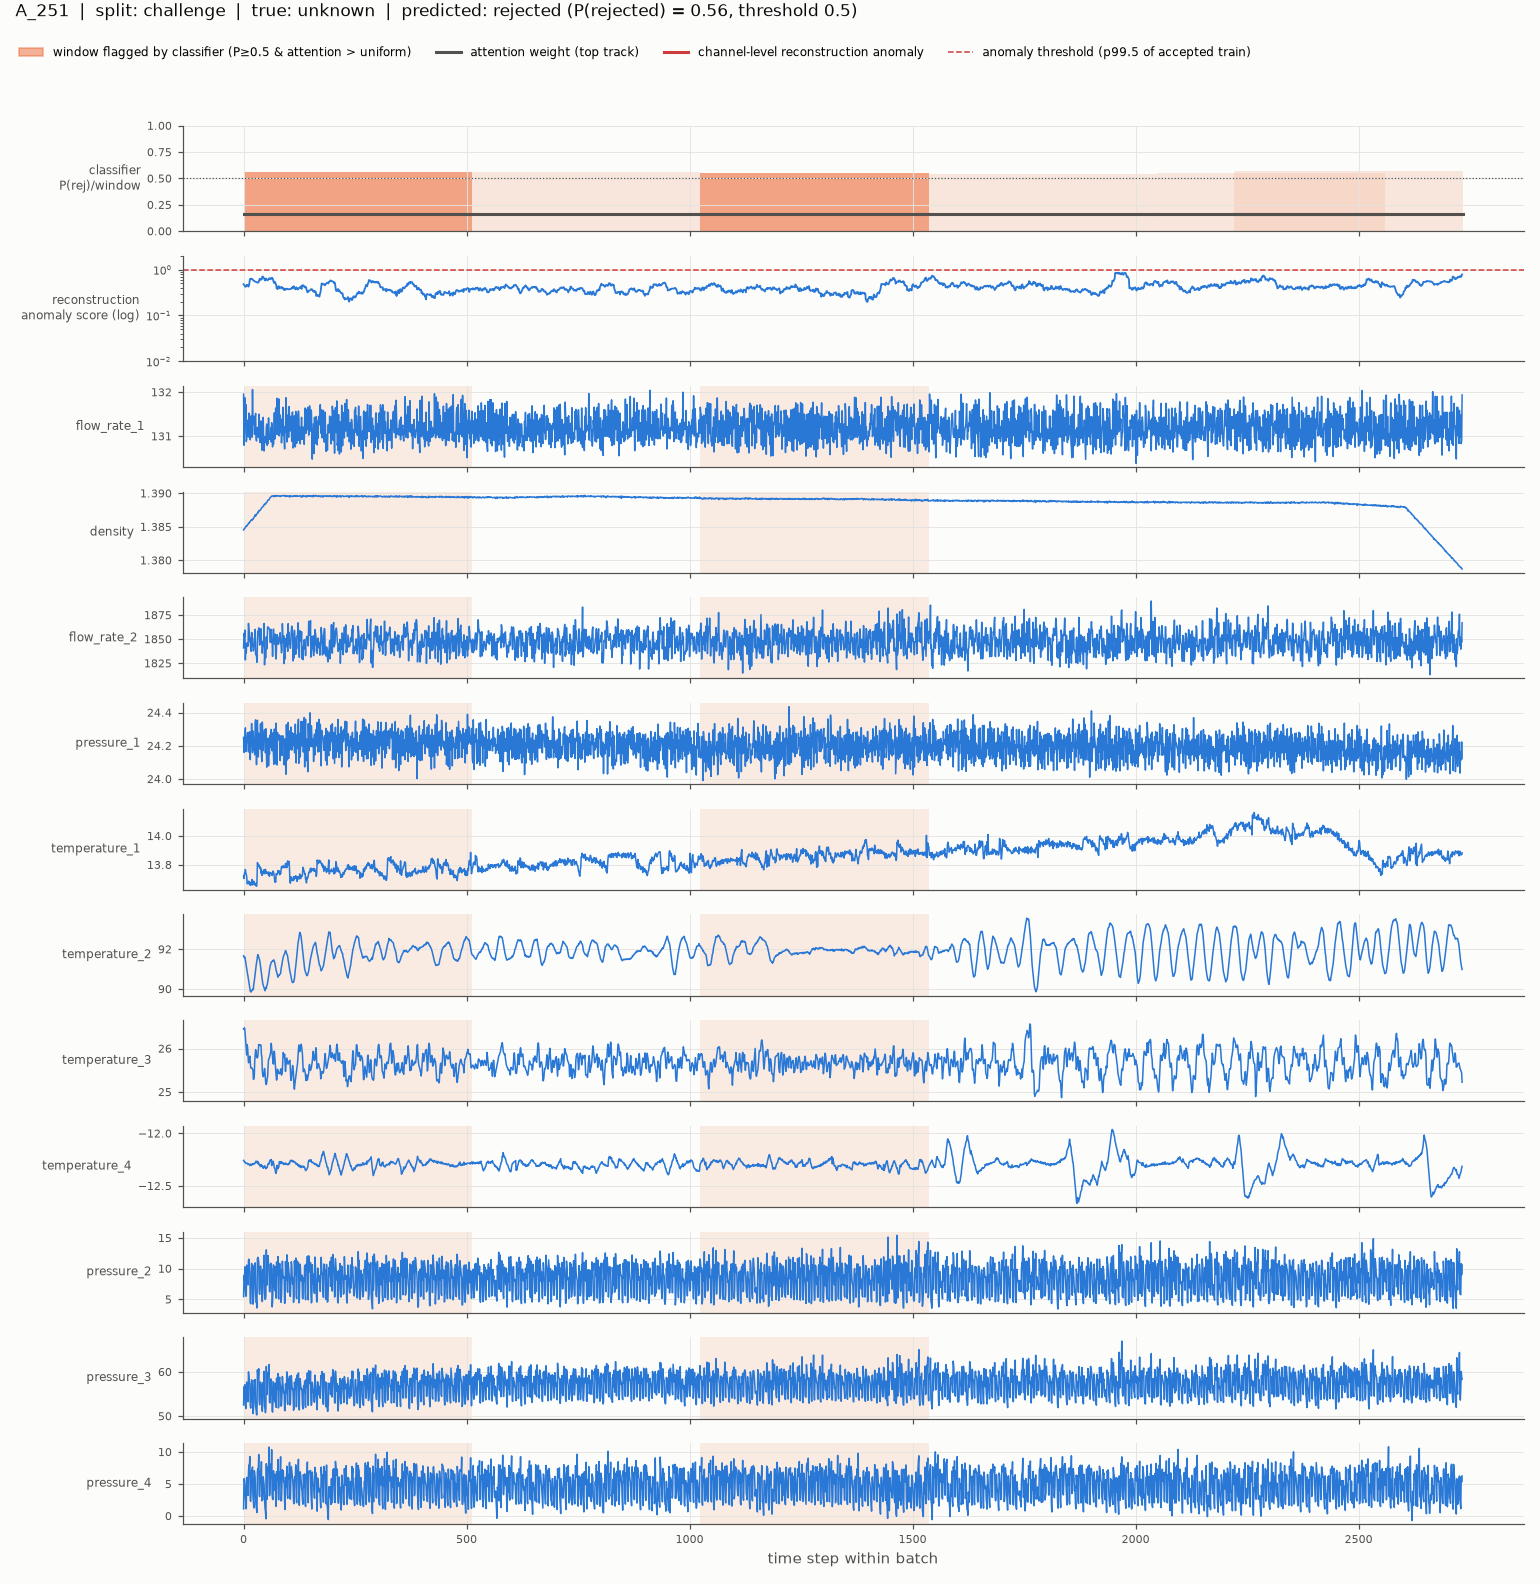 A_251 | split: challenge | true: unknown | predicted: rejected (P(rejected) = 0.56, threshold 0.5)
window flagged by classifier (P≥0.5 & attention > uniform) attention weight (top track) channel-level reconstruction anomaly anomaly threshold (p99.5 of accepted train)
classifier
P(rej)/window
1.00
0.75
0.50
0.25
0.00
reconstruction
anomaly score (log)
10⁰
10⁻¹
10⁻²
flow_rate_1
132
131
density
1.390
1.385
1.380
flow_rate_2
1875
1850
1825
pressure_1
24.4
24.2
24.0
temperature_1
14.0
13.8
temperature_2
92
90
temperature_3
26
25
temperature_4
−12.0
−12.5
pressure_2
15
10
5
pressure_3
60
50
pressure_4
10
5
0
0 500 1000 1500 2000 2500
time step within batch